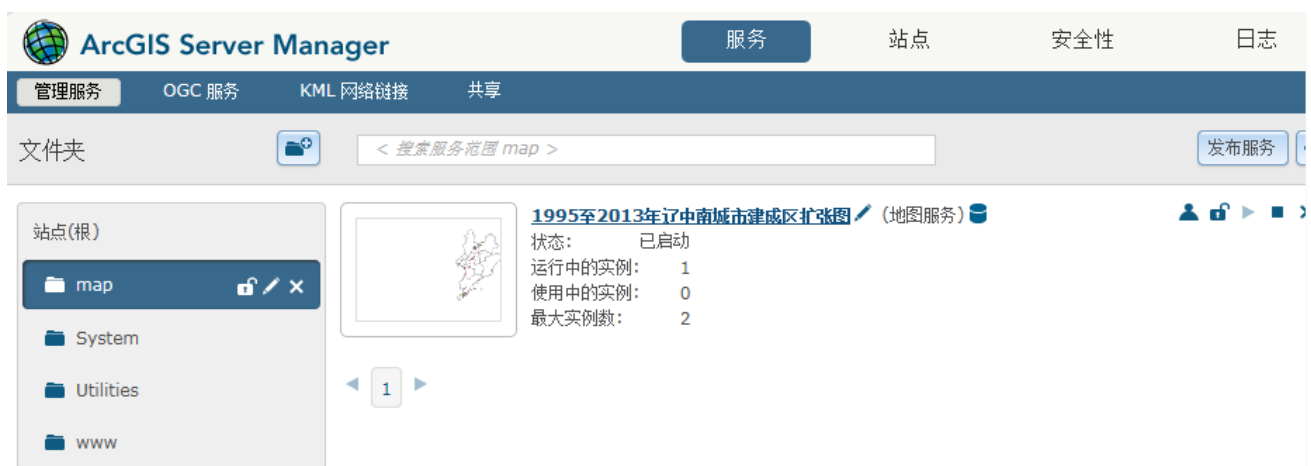 ArcGIS Server Manager 服务 站点 安全性 日志
管理服务 OGC 服务 KML 网络链接 共享
文件夹 < 搜索服务范围 map > 发布服务
站点(根)
map
System
Utilities
www
1995至2013年辽中南城市建成区扩张图 (地图服务)
状态: 已启动
运行中的实例: 1
使用中的实例: 0
最大实例数: 2
1